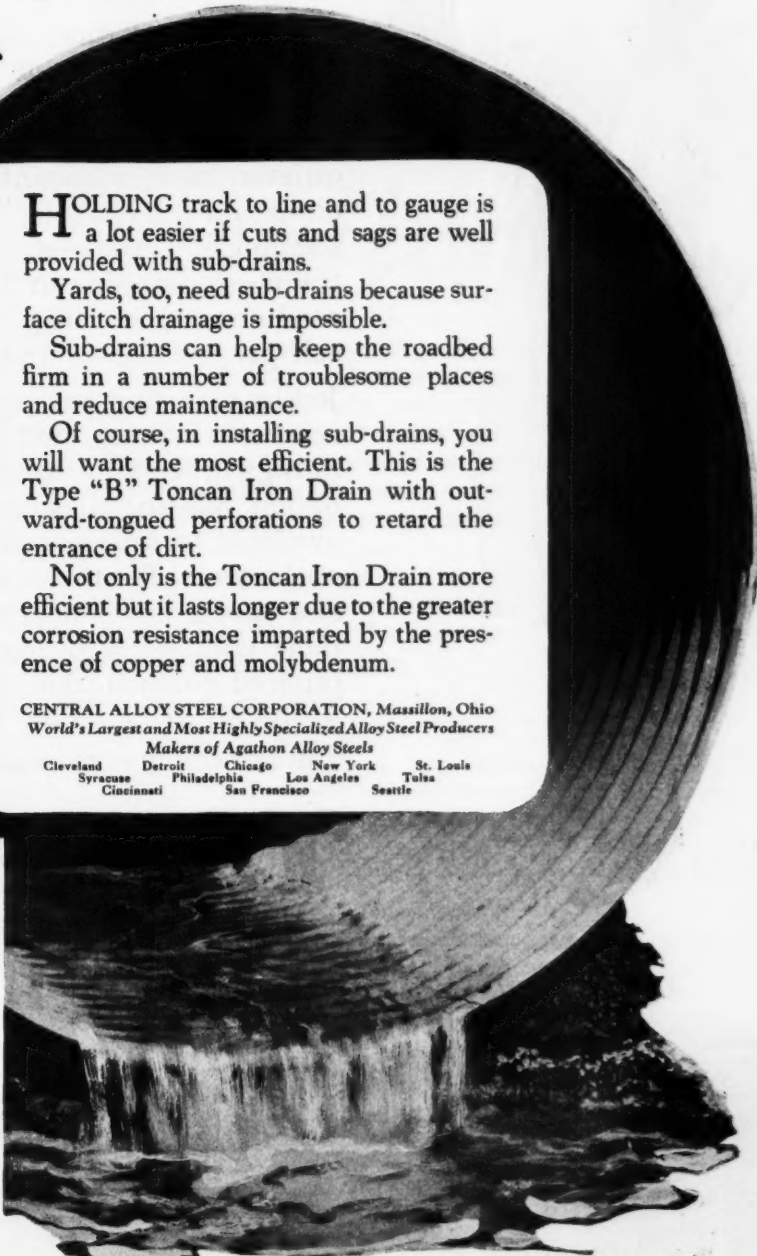 HOLDING track to line and to gauge is
a lot easier if cuts and sags are well
provided with sub-drains.
Yards, too, need sub-drains because sur-
face ditch drainage is impossible.
Sub-drains can help keep the roadbed
firm in a number of troublesome places
and reduce maintenance.
Of course, in installing sub-drains, you
will want the most efficient. This is the
Type “B” Toncan Iron Drain with out-
ward-tongued perforations to retard the
entrance of dirt.
Not only is the Toncan Iron Drain more
efficient but it lasts longer due to the greater
corrosion resistance imparted by the pres-
ence of copper and molybdenum.
CENTRAL ALLOY STEEL CORPORATION, Massillon, Ohio
World's Largest and Most Highly Specialized Alloy Steel Producers
Makers of Agathon Alloy Steels
Cleveland Detroit Chicago New York St. Louis
Syracuse Philadelphia Los Angeles Tulsa
Cincinnati San Francisco Seattle